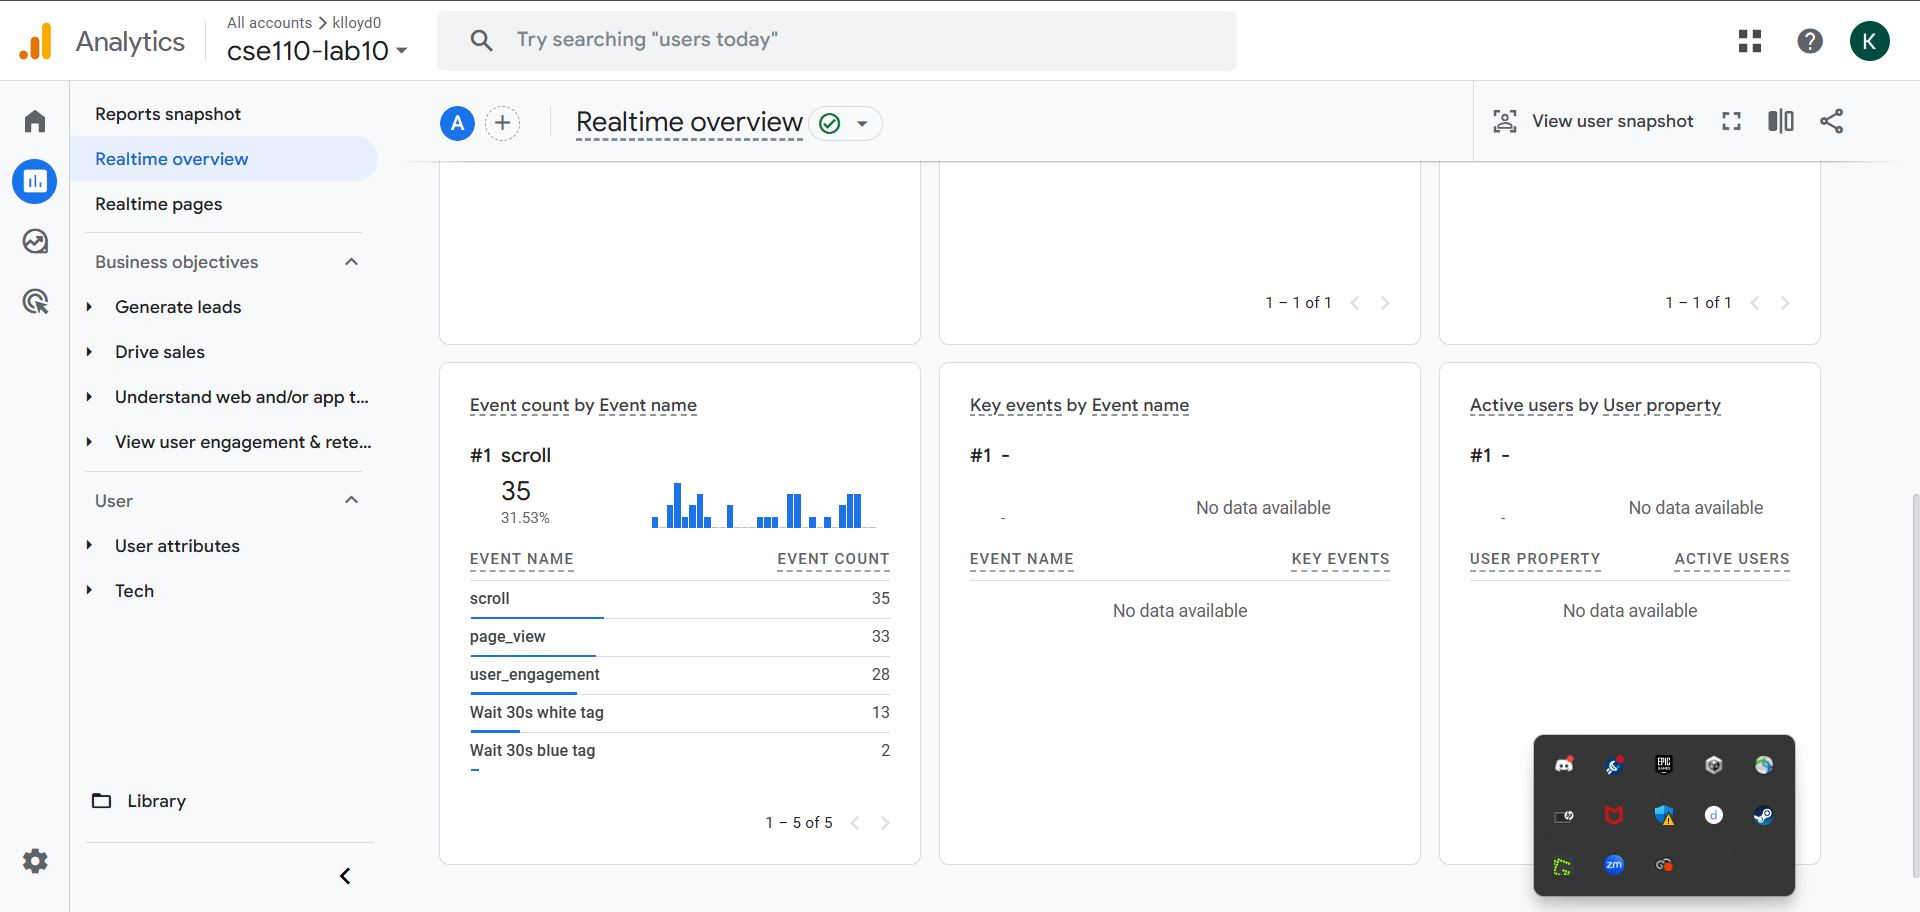 Analytics
All accounts > klloyd0
cse110-lab10
Try searching "users today"
K
Reports snapshot
Realtime overview
Realtime pages
Business objectives
Generate leads
Drive sales
Understand web and/or app t...
View user engagement & rete...
User
User attributes
Tech
Library
A
Realtime overview
View user snapshot
1 – 1 of 1
1 – 1 of 1
Event count by Event name
#1 scroll
35
31.53%
EVENT NAME EVENT COUNT
scroll 35
page_view 33
user_engagement 28
Wait 30s white tag 13
Wait 30s blue tag 2
1 – 5 of 5
Key events by Event name
#1 -
- No data available
EVENT NAME KEY EVENTS
No data available
Active users by User property
#1 -
- No data available
USER PROPERTY ACTIVE USERS
No data available
EPIC
GAMES
d
zm